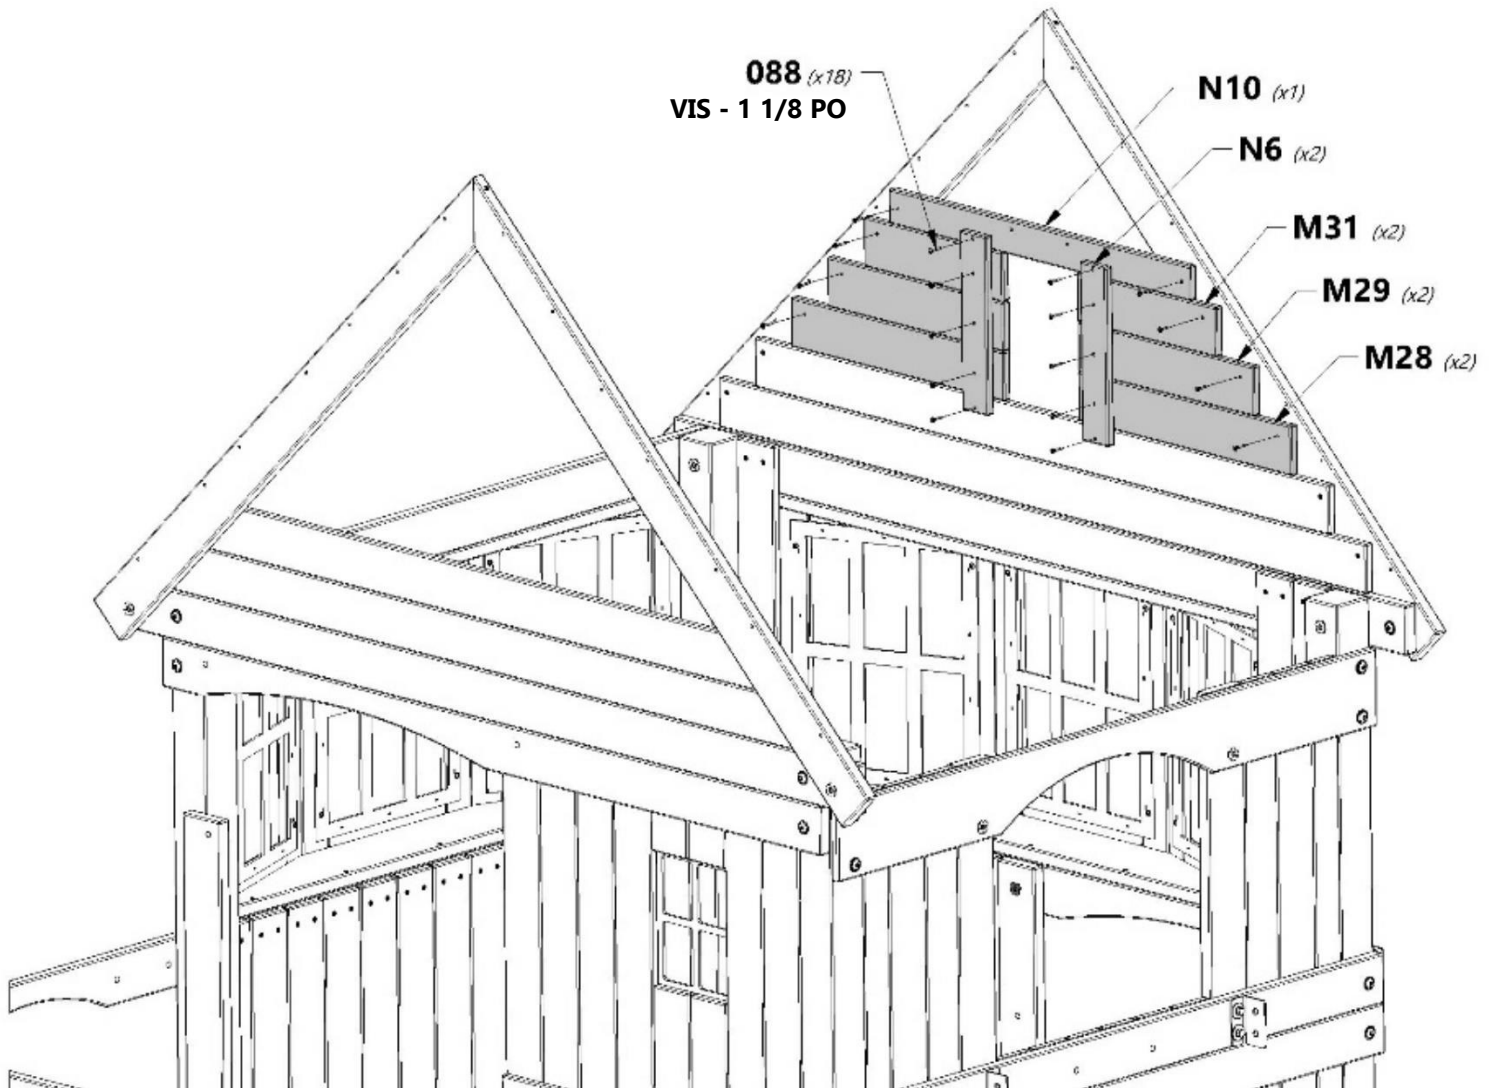 088 (x18)
VIS - 1 1/8 PO
N10 (x1)
N6 (x2)
M31 (x2)
M29 (x2)
M28 (x2)